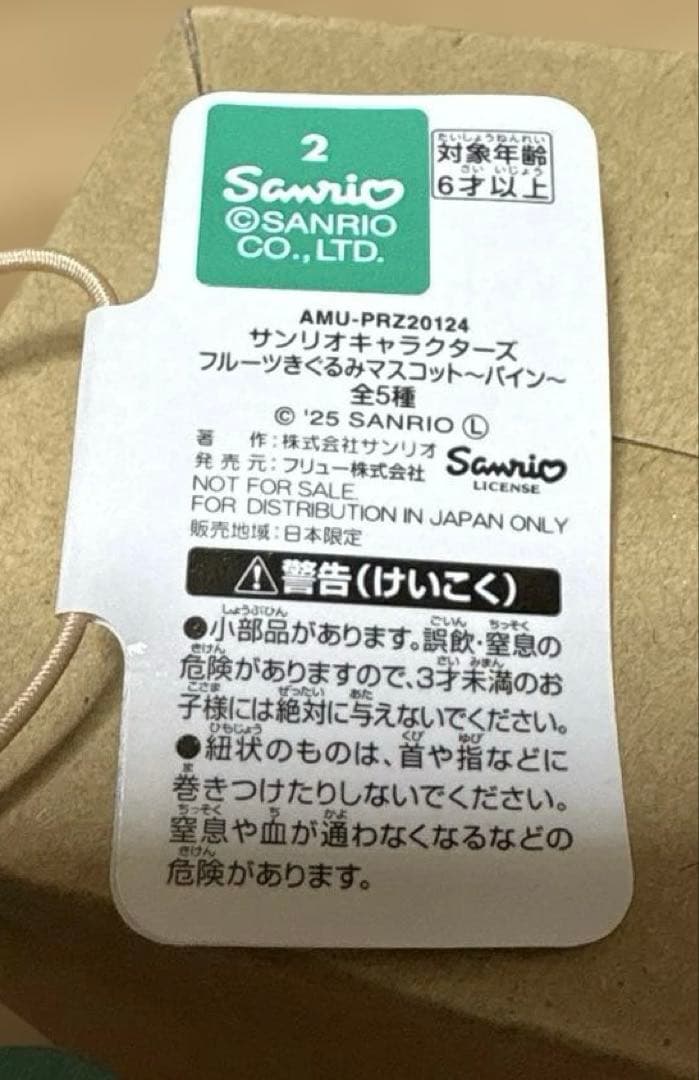 2
Sanrio
©SANRIO
CO.,LTD.
たいしょうねんれい
対象年齢
さい いじょう
6才以上
AMU-PRZ20124
サンリオキャラクターズ
フルーツきぐるみマスコット〜パイン〜
全5種
© '25 SANRIO Ⓛ
著 作:株式会社サンリオ
発売元:フリュー株式会社
Sanrio
LICENSE
NOT FOR SALE.
FOR DISTRIBUTION IN JAPAN ONLY
販売地域:日本限定
⚠警告(けいこく)
しょうぶひん ごいん ちっそく
●小部品があります。誤飲・窒息の
きけん さい みまん
危険がありますので、3才未満のお
こさま ぜったい あた
子様には絶対に与えないでください。
ひもじょう くび ゆび
●紐状のものは、首や指などに
ま
巻きつけたりしないでください。
ちっそく ち かよ
窒息や血が通わなくなるなどの
きけん
危険があります。